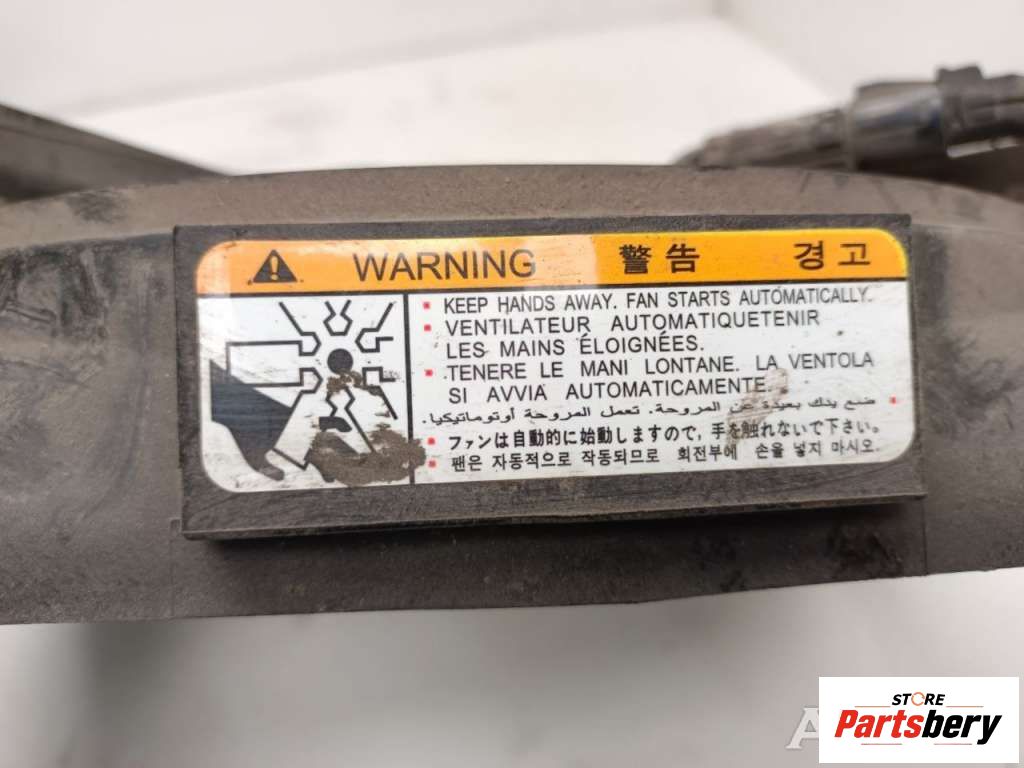 WARNING 警告 경고
KEEP HANDS AWAY. FAN STARTS AUTOMATICALLY.
VENTILATEUR AUTOMATIQUETENIR
LES MAINS ÉLOIGNÉES.
TENERE LE MANI LONTANE. LA VENTOLA
SI AVVIA AUTOMATICAMENTE.
ضع يدك بعيدة عن المروحة. تعمل المروحة أوتوماتيكيا.
ファンは自動的に始動しますので, 手を触れないで下さい。
팬은 자동적으로 작동되므로 회전부에 손을 넣지 마시오.
STORE
Partsbery